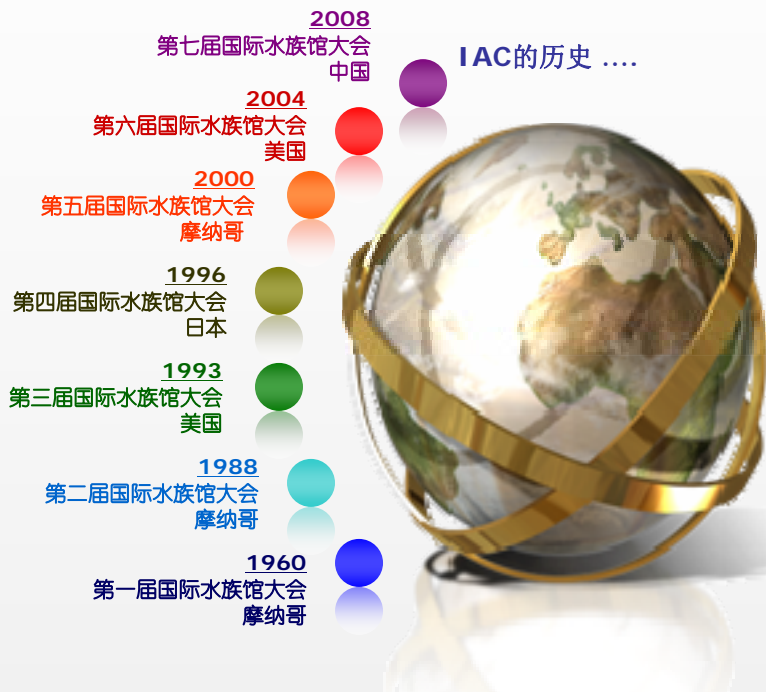 IAC的历史 ....
2008
第七届国际水族馆大会
中国
2004
第六届国际水族馆大会
美国
2000
第五届国际水族馆大会
摩纳哥
1996
第四届国际水族馆大会
日本
1993
第三届国际水族馆大会
美国
1988
第二届国际水族馆大会
摩纳哥
1960
第一届国际水族馆大会
摩纳哥